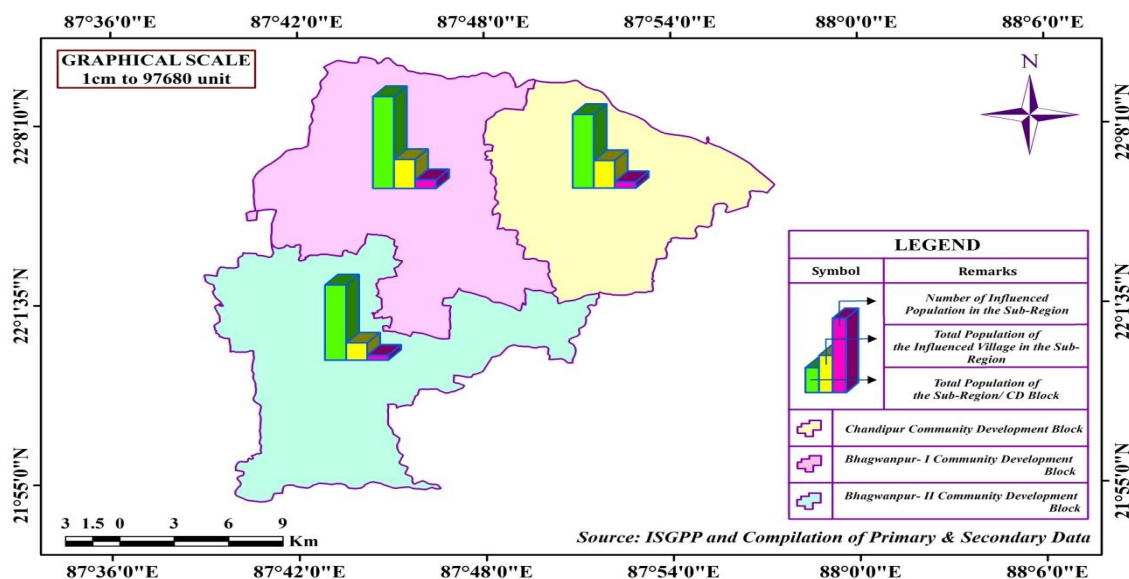 87°36'0"E 87°42'0"E 87°48'0"E 87°54'0"E 88°0'0"E 88°6'0"E
GRAPHICAL SCALE
1cm to 97680 unit
N
22°8'10"N 22°8'10"N
22°1'35"N 22°1'35"N
21°55'0"N 21°55'0"N
LEGEND
Symbol Remarks
Number of Influenced
Population in the Sub-Region
Total Population of
the Influenced Village in the Sub-
Region
Total Population of
the Sub-Region/ CD Block
Chandipur Community Development Block
Bhagwanpur- I Community Development
Block
Bhagwanpur- II Community Development
Block
3 1.5 0 3 6 9
Km
Source: ISGPP and Compilation of Primary & Secondary Data
87°36'0"E 87°42'0"E 87°48'0"E 87°54'0"E 88°0'0"E 88°6'0"E